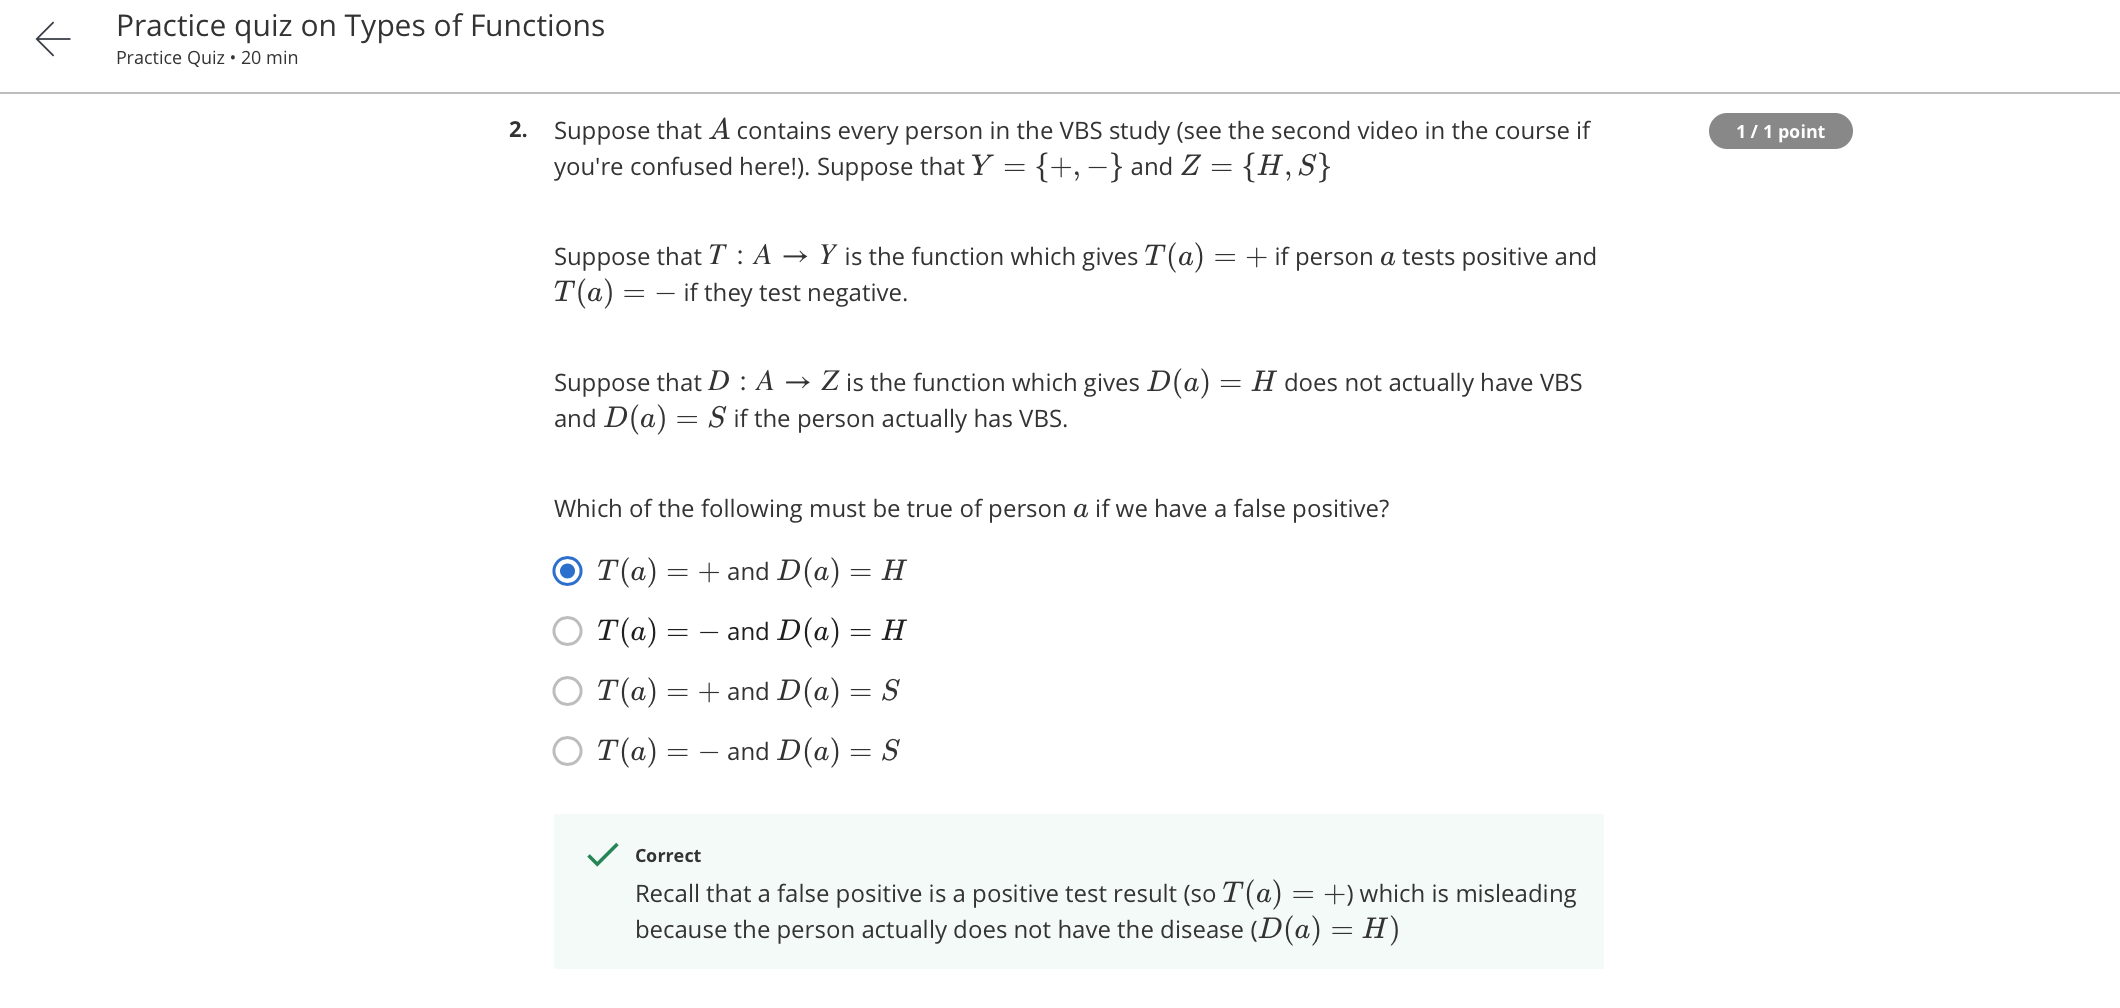 Practice quiz on Types of Functions
Practice Quiz • 20 min
2. Suppose that A contains every person in the VBS study (see the second video in the course if
1 / 1 point
you're confused here!). Suppose that Y = {+, −} and Z = {H, S}
Suppose that T : A → Y is the function which gives T(a) = + if person a tests positive and
T(a) = − if they test negative.
Suppose that D : A → Z is the function which gives D(a) = H does not actually have VBS
and D(a) = S if the person actually has VBS.
Which of the following must be true of person a if we have a false positive?
T(a) = + and D(a) = H
T(a) = − and D(a) = H
T(a) = + and D(a) = S
T(a) = − and D(a) = S
Correct
Recall that a false positive is a positive test result (so T(a) = +) which is misleading
because the person actually does not have the disease (D(a) = H)